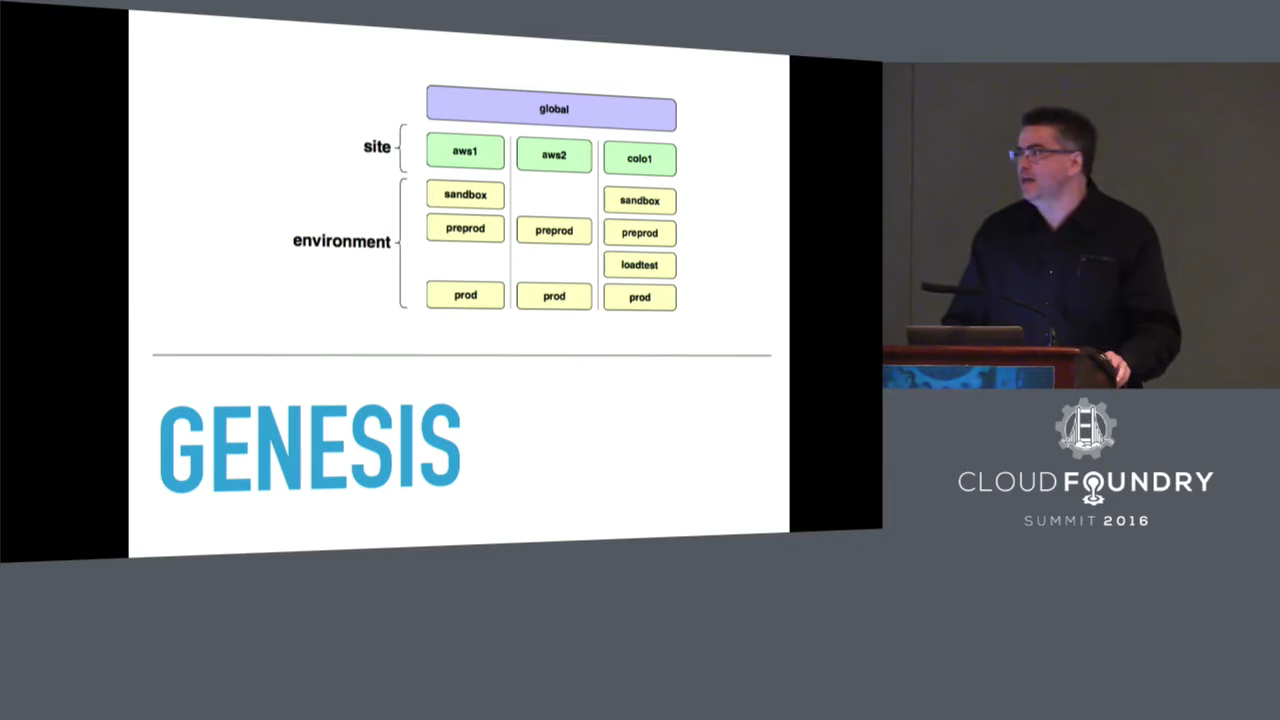 global
site
aws1
aws2
colo1
environment
sandbox
sandbox
preprod
preprod
preprod
loadtest
prod
prod
prod
GENESIS
CLOUD FOUNDRY
SUMMIT 2016